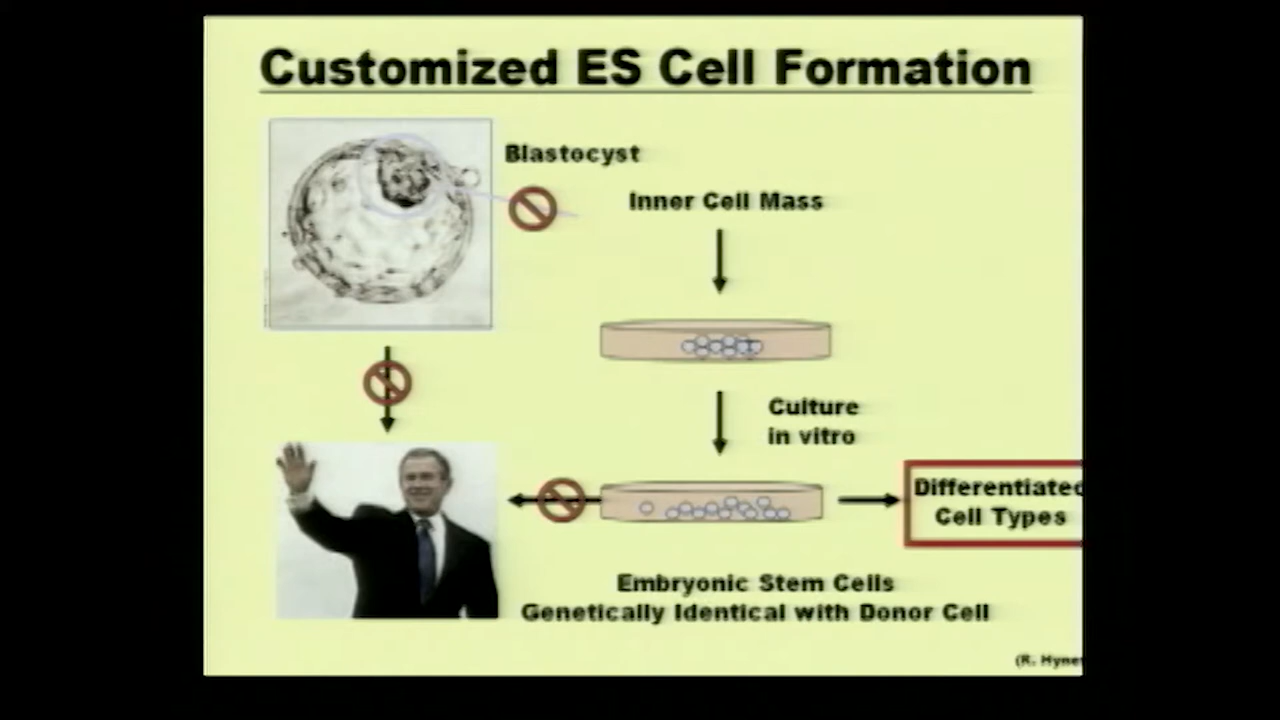 Customized ES Cell Formation
Blastocyst
Inner Cell Mass
Culture
in vitro
Differentiated
Cell Types
Embryonic Stem Cells
Genetically Identical with Donor Cell
(R. Hynes